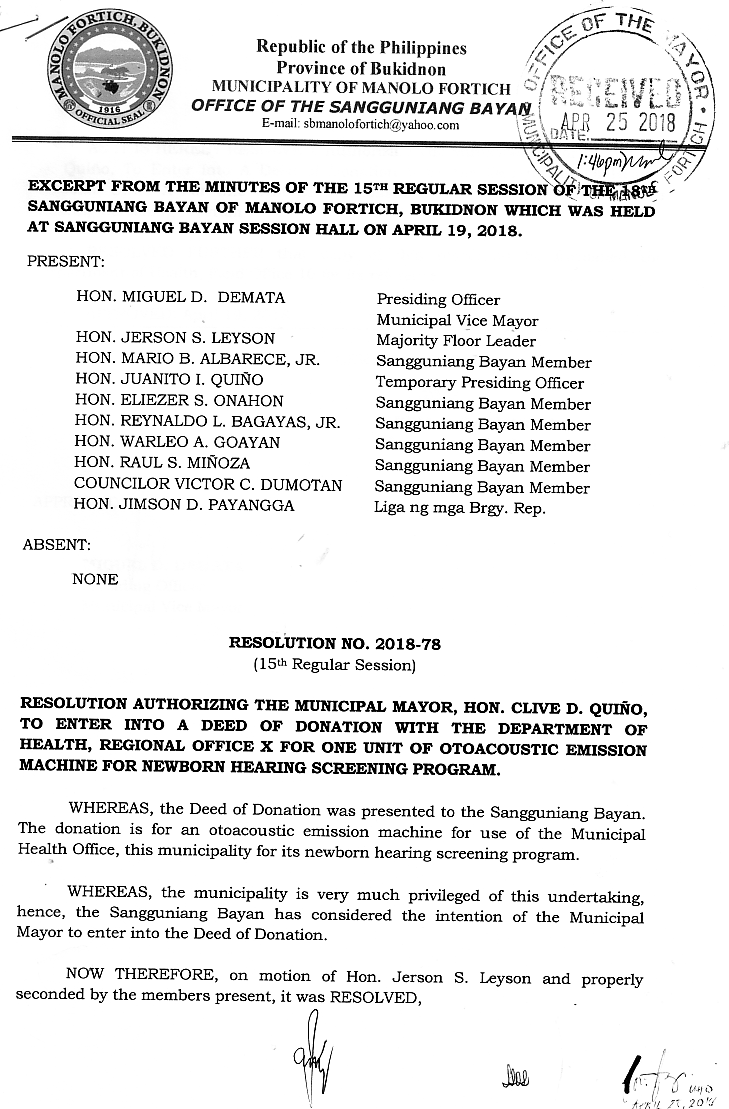 MANOLO FORTICH, BUKIDNON
1916
OFFICIAL SEAL
Republic of the Philippines
Province of Bukidnon
MUNICIPALITY OF MANOLO FORTICH
OFFICE OF THE SANGGUNIANG BAYAN
E-mail: sbmanolofortich@yahoo.com
OFFICE OF THE MAYOR
RECEIVED
APR 25 2018
DATE:
1:46pm
MUNICIPALITY OF MANOLO FORTICH
EXCERPT FROM THE MINUTES OF THE 15TH REGULAR SESSION OF THE 18TH
SANGGUNIANG BAYAN OF MANOLO FORTICH, BUKIDNON WHICH WAS HELD
AT SANGGUNIANG BAYAN SESSION HALL ON APRIL 19, 2018.
PRESENT:
HON. MIGUEL D. DEMATA Presiding Officer
Municipal Vice Mayor
HON. JERSON S. LEYSON Majority Floor Leader
HON. MARIO B. ALBARECE, JR. Sangguniang Bayan Member
HON. JUANITO I. QUIÑO Temporary Presiding Officer
HON. ELIEZER S. ONAHON Sangguniang Bayan Member
HON. REYNALDO L. BAGAYAS, JR. Sangguniang Bayan Member
HON. WARLEO A. GOAYAN Sangguniang Bayan Member
HON. RAUL S. MIÑOZA Sangguniang Bayan Member
COUNCILOR VICTOR C. DUMOTAN Sangguniang Bayan Member
HON. JIMSON D. PAYANGGA Liga ng mga Brgy. Rep.
ABSENT:
NONE
RESOLUTION NO. 2018-78
(15th Regular Session)
RESOLUTION AUTHORIZING THE MUNICIPAL MAYOR, HON. CLIVE D. QUIÑO,
TO ENTER INTO A DEED OF DONATION WITH THE DEPARTMENT OF
HEALTH, REGIONAL OFFICE X FOR ONE UNIT OF OTOACOUSTIC EMISSION
MACHINE FOR NEWBORN HEARING SCREENING PROGRAM.
WHEREAS, the Deed of Donation was presented to the Sangguniang Bayan.
The donation is for an otoacoustic emission machine for use of the Municipal
Health Office, this municipality for its newborn hearing screening program.
WHEREAS, the municipality is very much privileged of this undertaking,
hence, the Sangguniang Bayan has considered the intention of the Municipal
Mayor to enter into the Deed of Donation.
NOW THEREFORE, on motion of Hon. Jerson S. Leyson and properly
seconded by the members present, it was RESOLVED,